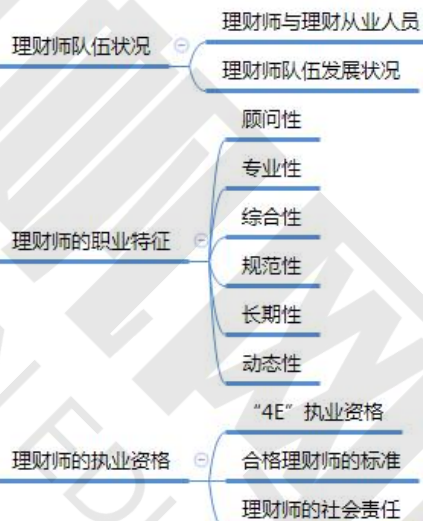 理财师队伍状况
理财师与理财从业人员
理财师队伍发展状况
理财师的职业特征
顾问性
专业性
综合性
规范性
长期性
动态性
理财师的执业资格
“4E”执业资格
合格理财师的标准
理财师的社会责任